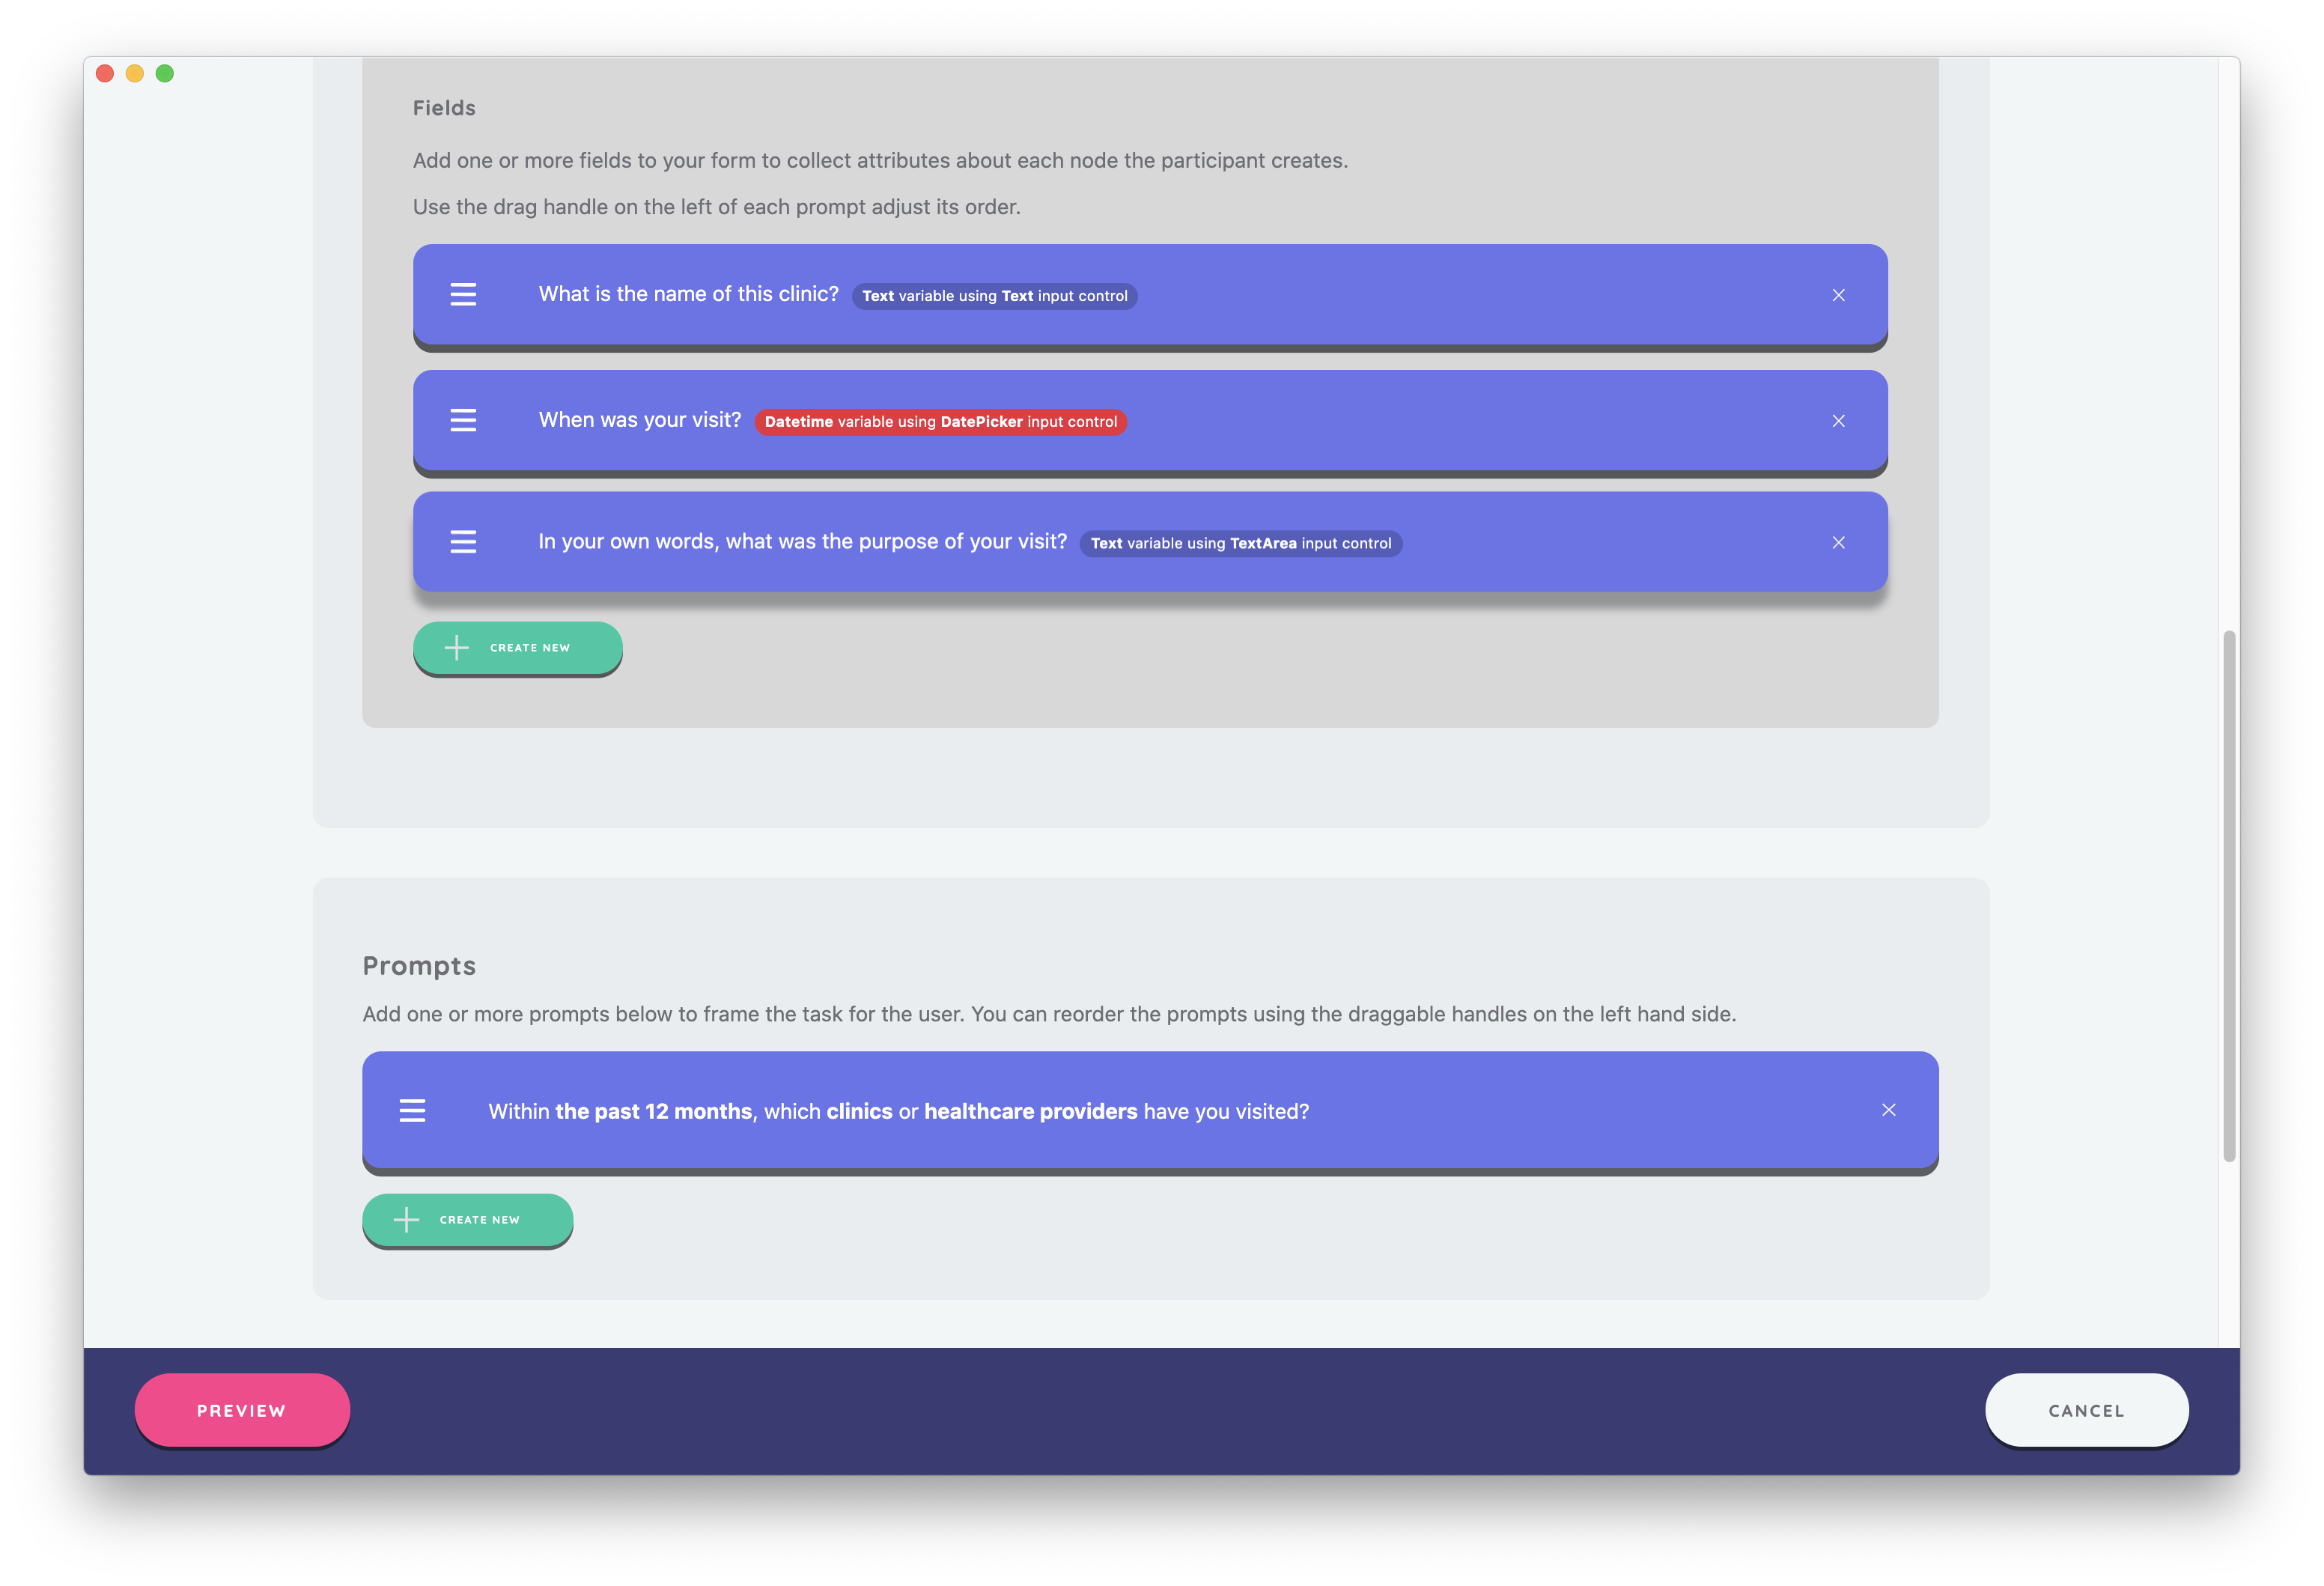 Fields
Add one or more fields to your form to collect attributes about each node the participant creates.
Use the drag handle on the left of each prompt adjust its order.
What is the name of this clinic? Text variable using Text input control
When was your visit? Datetime variable using DatePicker input control
In your own words, what was the purpose of your visit? Text variable using TextArea input control
CREATE NEW
Prompts
Add one or more prompts below to frame the task for the user. You can reorder the prompts using the draggable handles on the left hand side.
Within the past 12 months, which clinics or healthcare providers have you visited?
CREATE NEW
PREVIEW
CANCEL